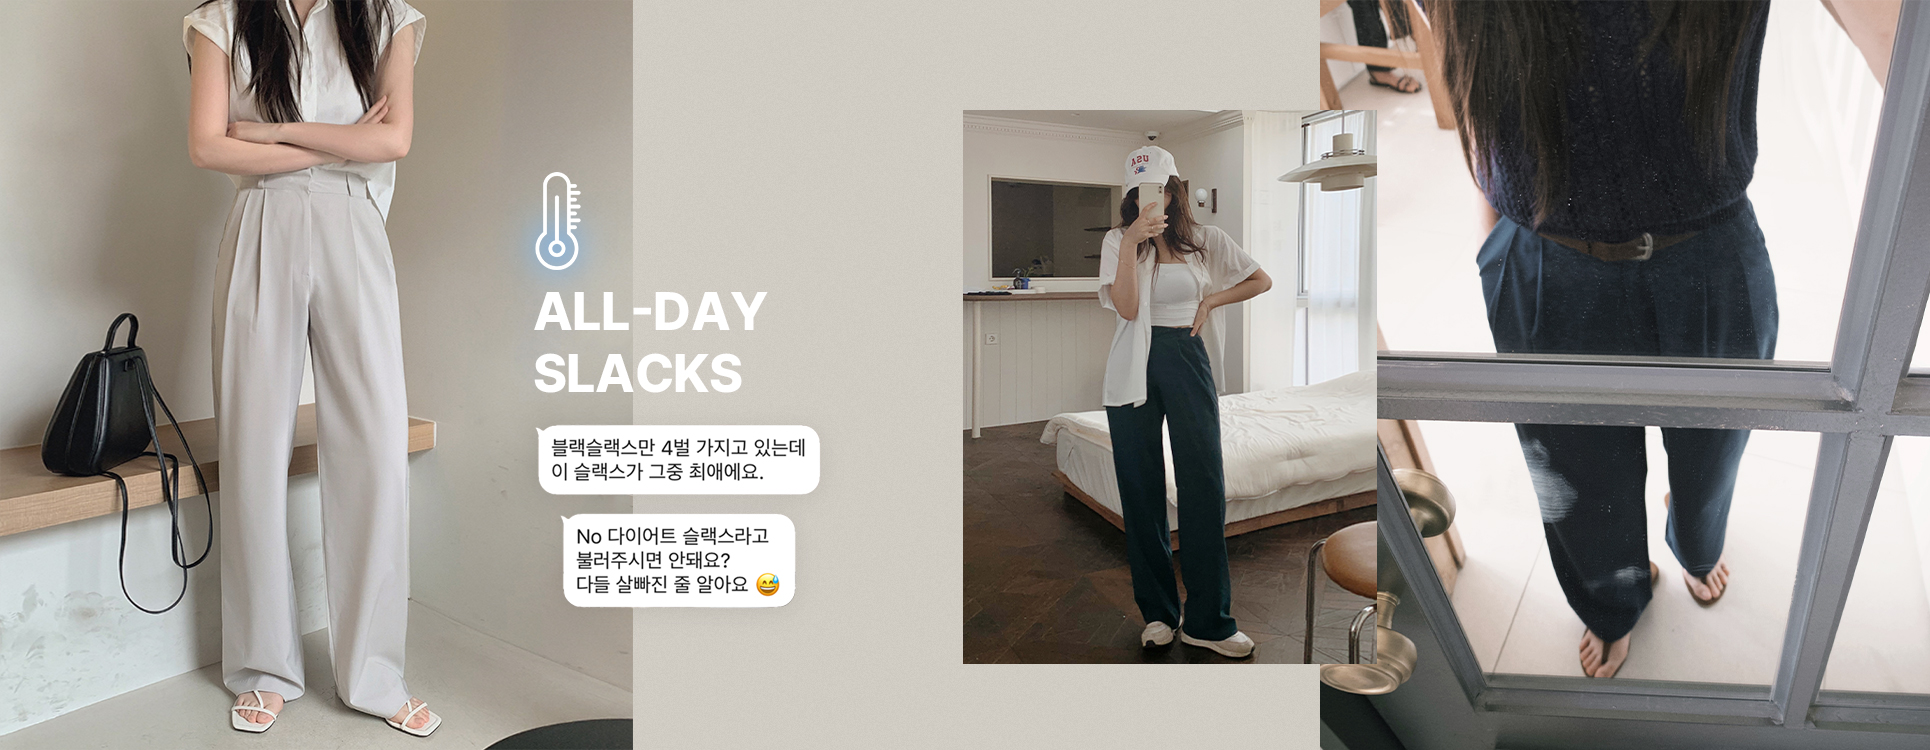 ALL-DAY
SLACKS
블랙슬랙스만 4벌 가지고 있는데
이 슬랙스가 그중 최애에요.
No 다이어트 슬랙스라고
불러주시면 안돼요?
다들 살빠진 줄 알아요 😅
USA